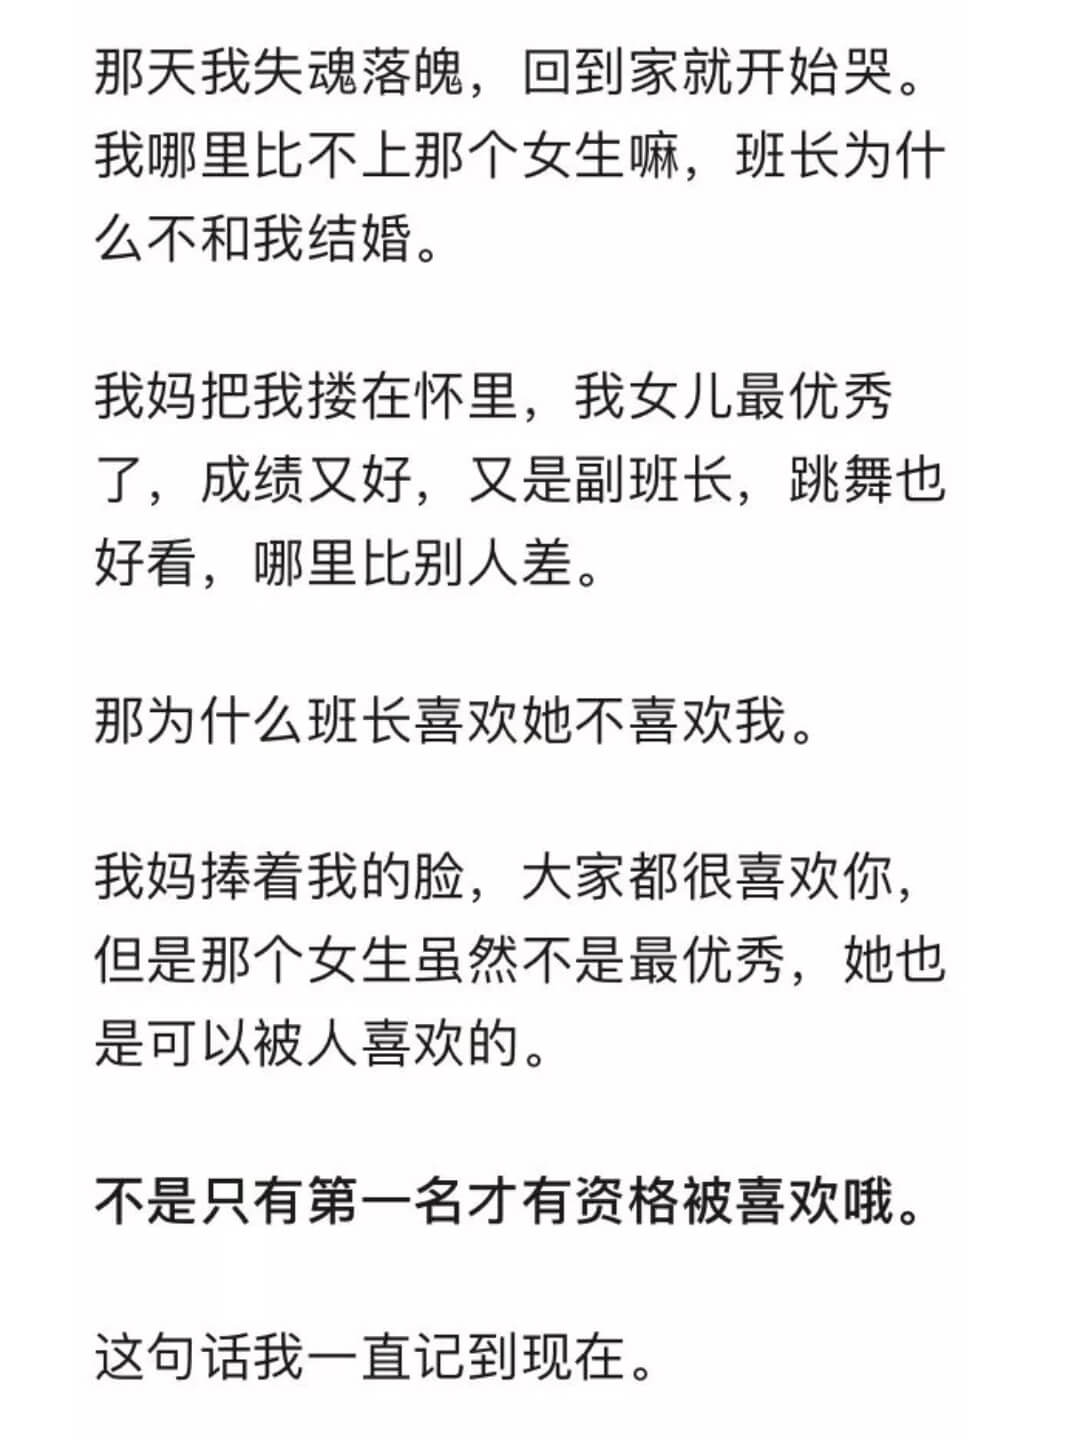 那天我失魂落魄，回到家就开始哭。
我哪里比不上那个女生嘛，班长为什
么不和我结婚。
我妈把我搂在怀里，我女儿最优秀
了，成绩又好，又是副班长，跳舞也
好看，哪里比别人差。
那为什么班长喜欢她不喜欢我。
我妈捧着我的脸，大家都很喜欢你，
但是那个女生虽然不是最优秀，她也
是可以被人喜欢的。
不是只有第一名才有资格被喜欢哦。
这句话我一直记到现在。